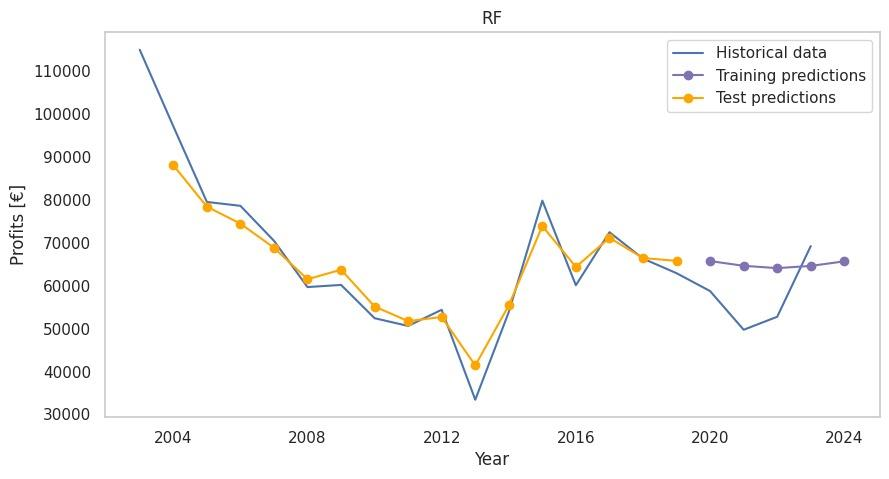 RF
Historical data
Training predictions
Test predictions
Profits [€]
110000
100000
90000
80000
70000
60000
50000
40000
30000
2004 2008 2012 2016 2020 2024
Year